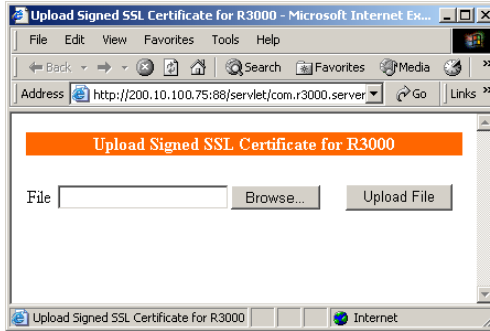 Upload Signed SSL Certificate for R3000 - Microsoft Internet Ex...
File Edit View Favorites Tools Help
Back Search Favorites Media »
Address http://200.10.100.75:88/servlet/com.r3000.server Go Links »
Upload Signed SSL Certificate for R3000
File Browse... Upload File
Upload Signed SSL Certificate for R3000 Internet